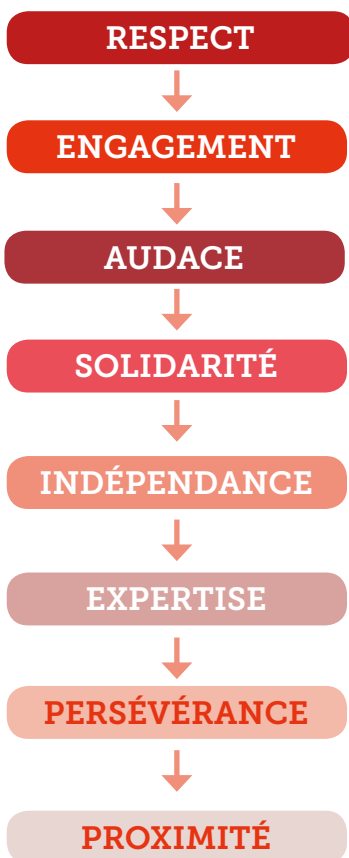 RESPECT
ENGAGEMENT
AUDACE
SOLIDARITÉ
INDÉPENDANCE
EXPERTISE
PERSÉVÉRANCE
PROXIMITÉ